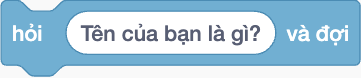 hỏi Tên của bạn là gì? và đợi